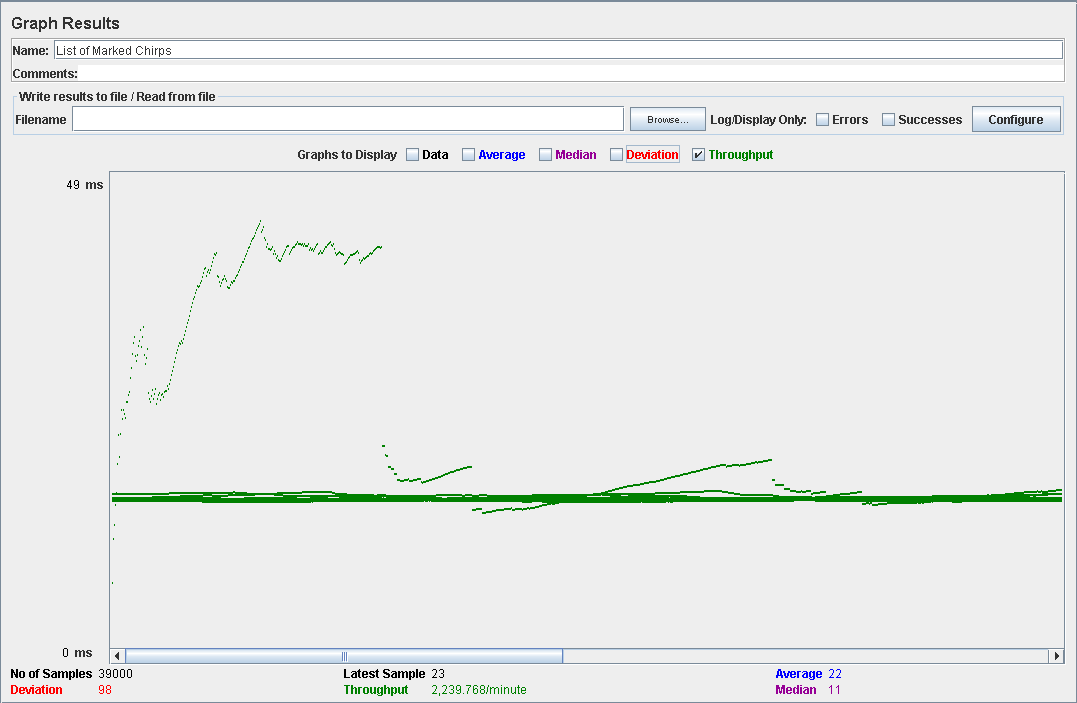 Graph Results
Name: List of Marked Chirps
Comments:
Write results to file / Read from file
Filename Browse... Log/Display Only: Errors Successes Configure
Graphs to Display Data Average Median Deviation Throughput
49 ms
0 ms
No of Samples 39000 Latest Sample 23 Average 22
Deviation 98 Throughput 2,239.768/minute Median 11